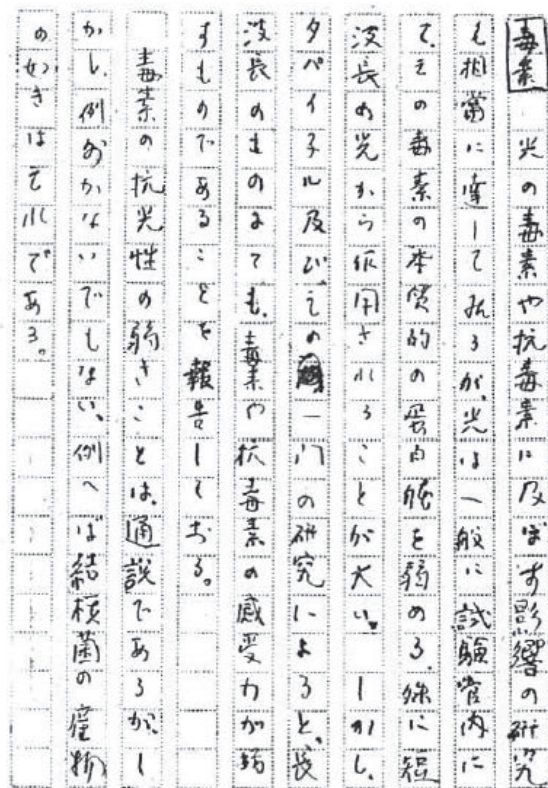 毒素 光の毒素や抗毒素に及ぼす影響の研究
も相當に達して居るが、光は一般に試験管内に
て、その毒素の本質的の蛋白體を弱める。殊に短
波長の光から作用されることが大い。しかし、
タパイ子ル及びその一門の研究によると、長
波長のものまても、毒素や抗毒素の感受力が
すものであることを報告しておる。
毒素の抗光性の弱きことは、通説であるが、し
かし、例外がないでもない。例へば結核菌の産物
の如きはそれである。